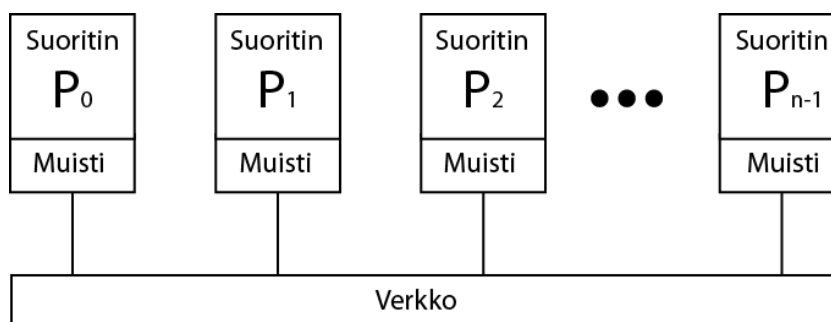 Suoritin
P0
Muisti
Suoritin
P1
Muisti
Suoritin
P2
Muisti
Suoritin
Pn-1
Muisti
Verkko